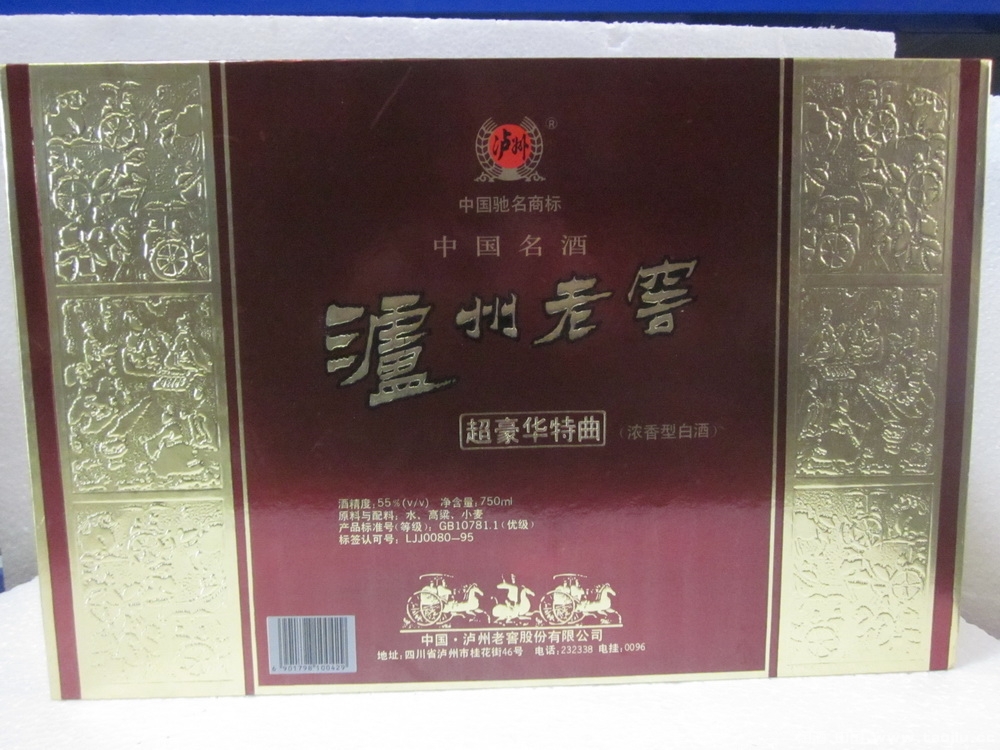 泸州
®
中国驰名商标
中国名酒
泸州老窖
超豪华特曲（浓香型白酒）
酒精度：55%(v/v) 净含量：750ml
原料与配料：水、高粱、小麦
产品标准号(等级)：GB10781.1(优级)
标签认可号：LJJ0080-95
中国·泸州老窖股份有限公司
地址：四川省泸州市桂花街46号 电话：232338 电挂：0096
6 901798 100429